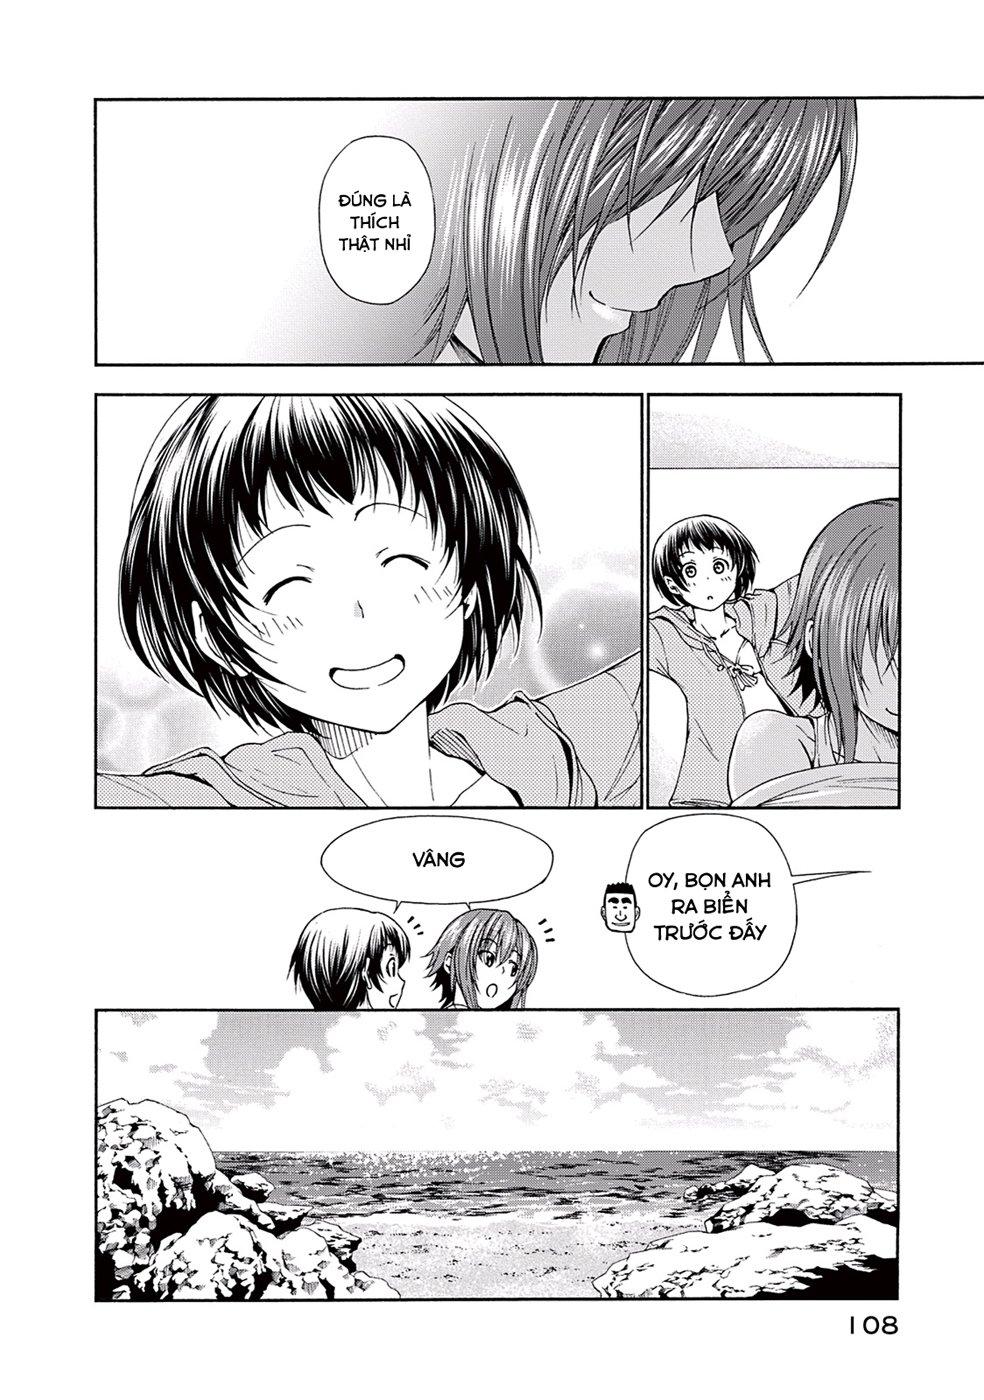 ĐÚNG LÀ
THÍCH
THẬT NHỈ
OY, BỌN ANH
RA BIỂN
TRƯỚC ĐẤY
VÂNG
108